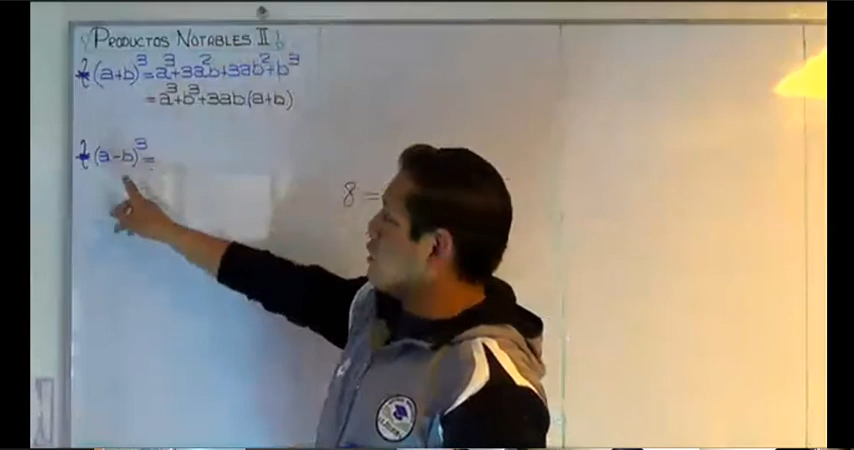 PRODUCTOS NOTABLES II
(a+b)³=a³+3a²b+3ab²+b³
=a³+b³+3ab(a+b)
(a-b)³=
8=